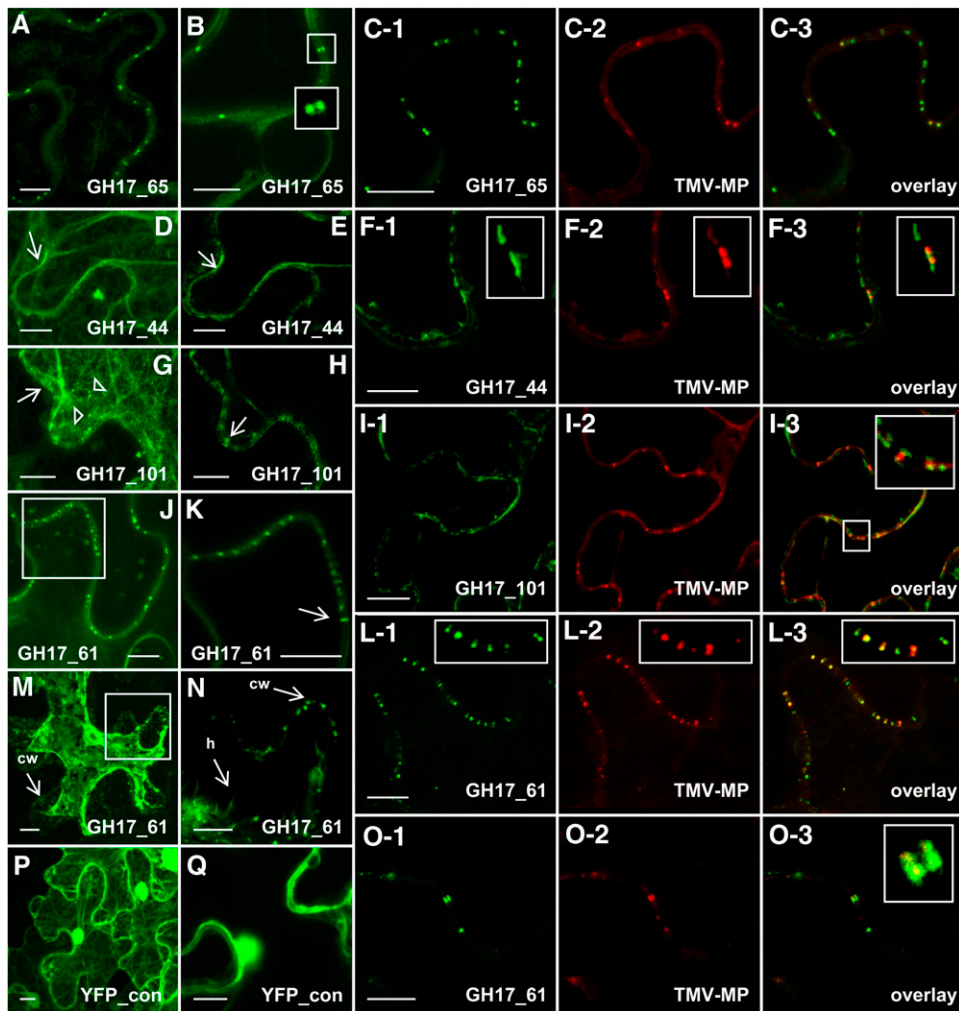 A
GH17_65
B
GH17_65
C-1
GH17_65
C-2
TMV-MP
C-3
overlay
D
GH17_44
E
GH17_44
F-1
GH17_44
F-2
TMV-MP
F-3
overlay
G
GH17_101
H
GH17_101
I-1
GH17_101
I-2
TMV-MP
I-3
overlay
J
GH17_61
K
GH17_61
L-1
GH17_61
L-2
TMV-MP
L-3
overlay
M
cw
GH17_61
N
cw
h
GH17_61
O-1
GH17_61
O-2
TMV-MP
O-3
overlay
P
YFP_con
Q
YFP_con